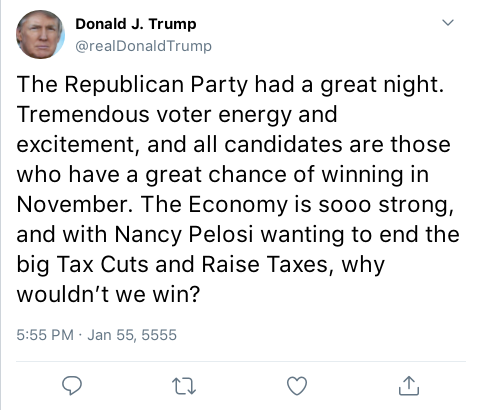 Donald J. Trump
@realDonaldTrump
The Republican Party had a great night.
Tremendous voter energy and
excitement, and all candidates are those
who have a great chance of winning in
November. The Economy is sooo strong,
and with Nancy Pelosi wanting to end the
big Tax Cuts and Raise Taxes, why
wouldn’t we win?
5:55 PM · Jan 55, 5555